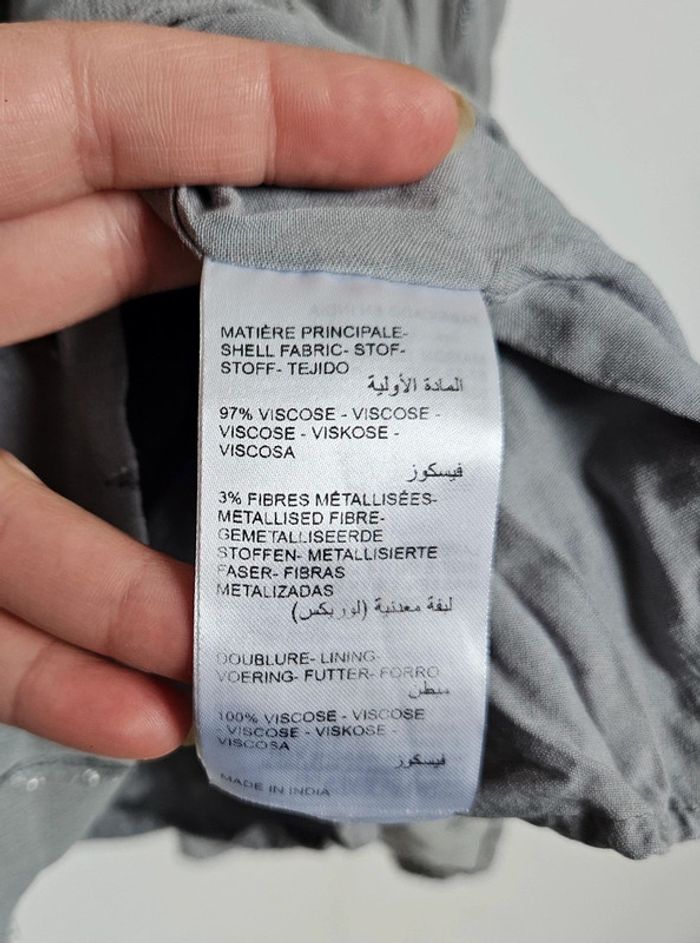 MATIÈRE PRINCIPALE-
SHELL FABRIC- STOF-
STOFF- TEJIDO
المادة الأولية
97% VISCOSE - VISCOSE -
VISCOSE - VISKOSE -
VISCOSA
فيسكوز
3% FIBRES MÉTALLISÉES-
METALLISED FIBRE-
GEMETALLISEERDE
STOFFEN- METALLISIERTE
FASER- FIBRAS
METALIZADAS
ليفة معدنية (لوريكس)
DOUBLURE- LINING-
VOERING- FUTTER- FORRO
مبطن
100% VISCOSE - VISCOSE
- VISCOSE - VISKOSE -
VISCOSA
فيسكوز
MADE IN INDIA